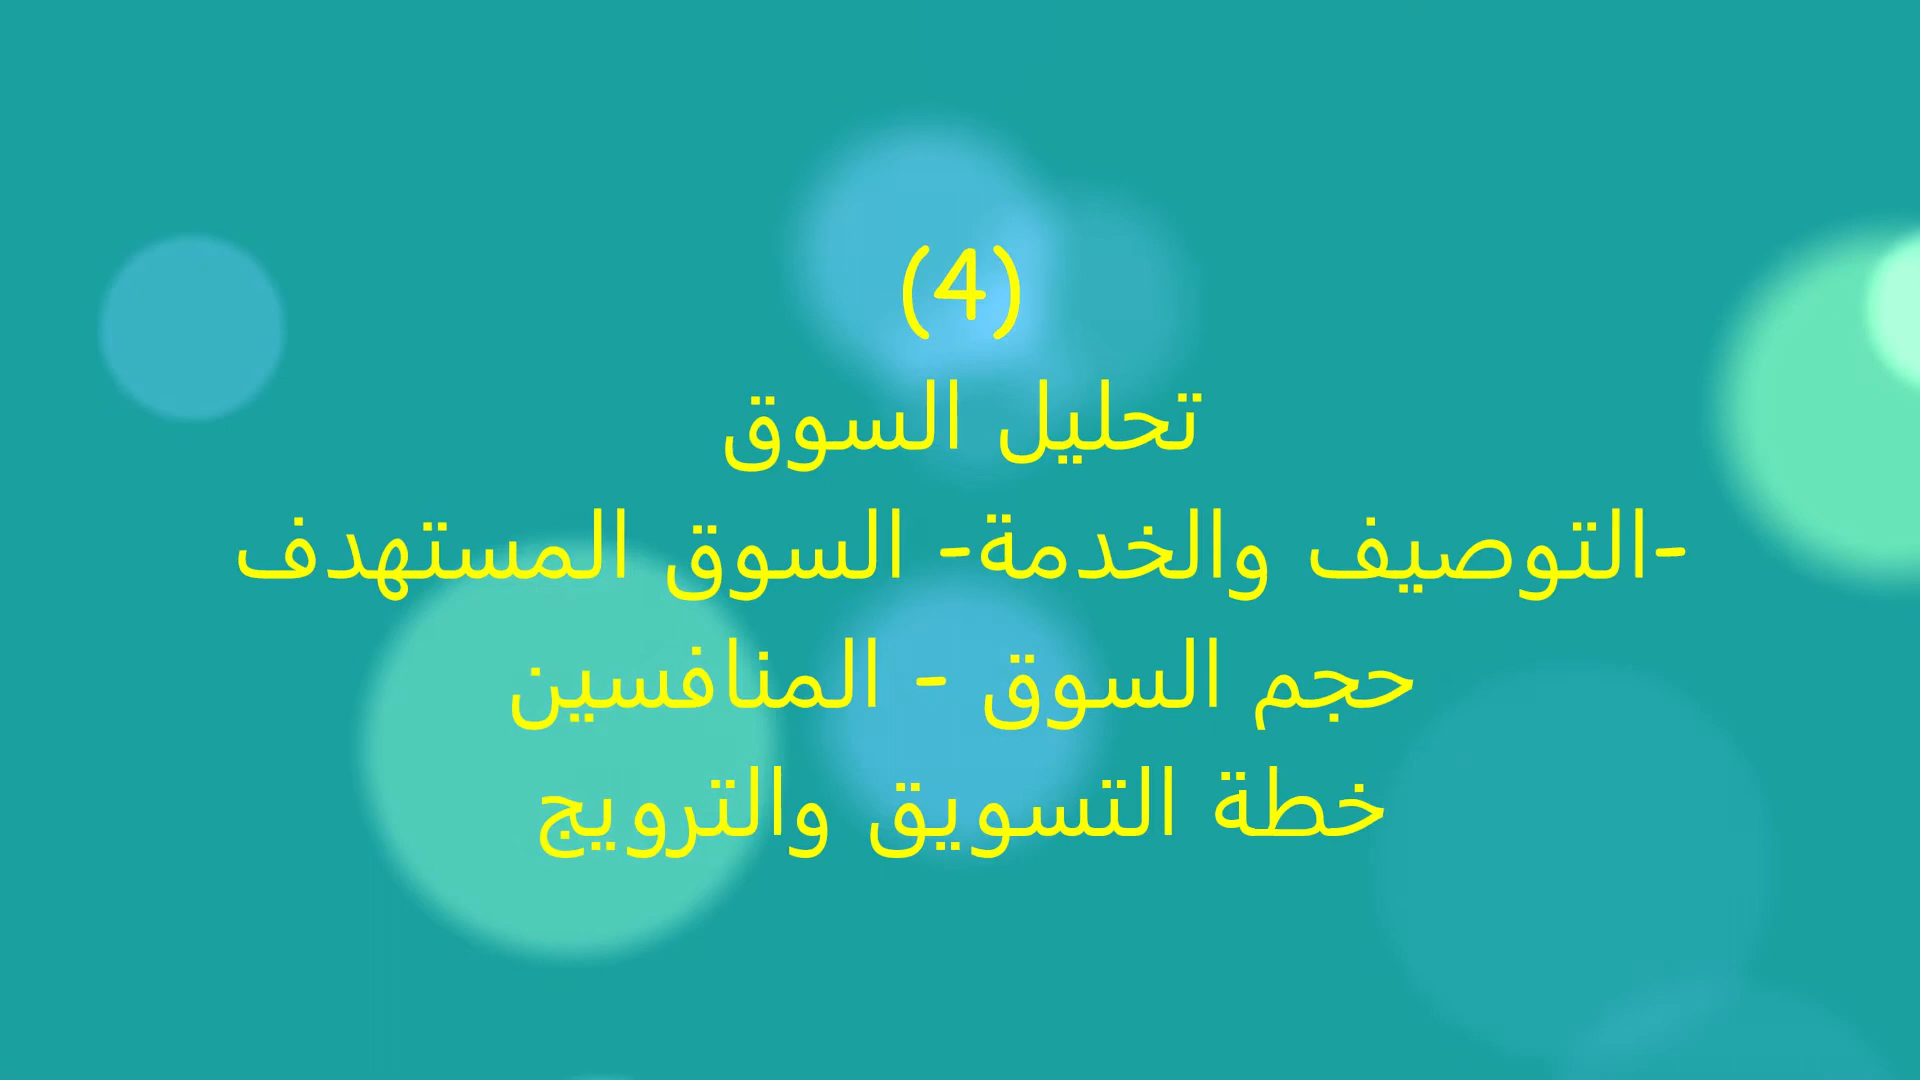 (4)
تحليل السوق
-التوصيف والخدمة- السوق المستهدف
حجم السوق - المنافسين
خطة التسويق والترويج